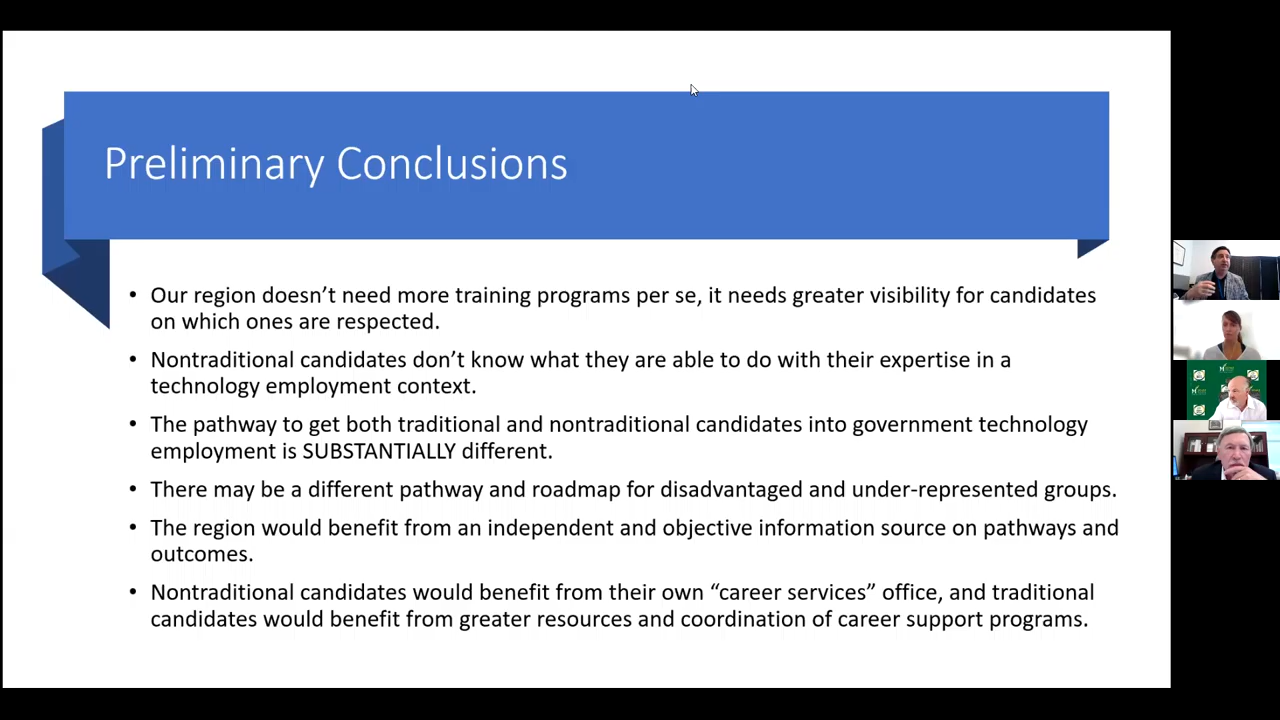 Preliminary Conclusions
• Our region doesn’t need more training programs per se, it needs greater visibility for candidates
on which ones are respected.
• Nontraditional candidates don’t know what they are able to do with their expertise in a
technology employment context.
• The pathway to get both traditional and nontraditional candidates into government technology
employment is SUBSTANTIALLY different.
• There may be a different pathway and roadmap for disadvantaged and under-represented groups.
• The region would benefit from an independent and objective information source on pathways and
outcomes.
• Nontraditional candidates would benefit from their own “career services” office, and traditional
candidates would benefit from greater resources and coordination of career support programs.